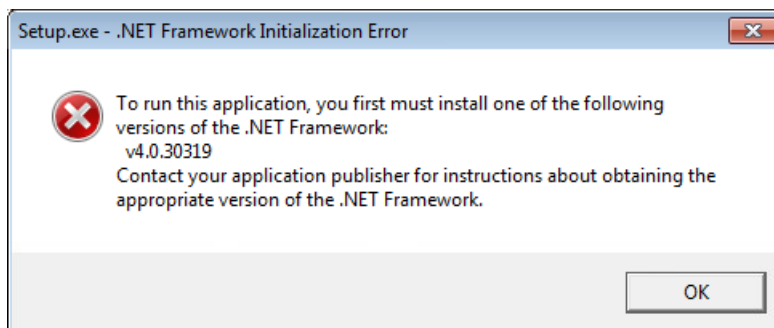 Setup.exe - .NET Framework Initialization Error
To run this application, you first must install one of the following
versions of the .NET Framework:
v4.0.30319
Contact your application publisher for instructions about obtaining the
appropriate version of the .NET Framework.
OK